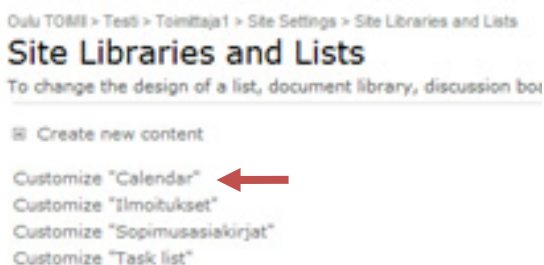 Oulu TOIMII > Testi > Toimittaja1 > Site Settings > Site Libraries and Lists
Site Libraries and Lists
To change the design of a list, document library, discussion boa
Create new content
Customize "Calendar"
Customize "Ilmoitukset"
Customize "Sopimusasiakirjat"
Customize "Task list"